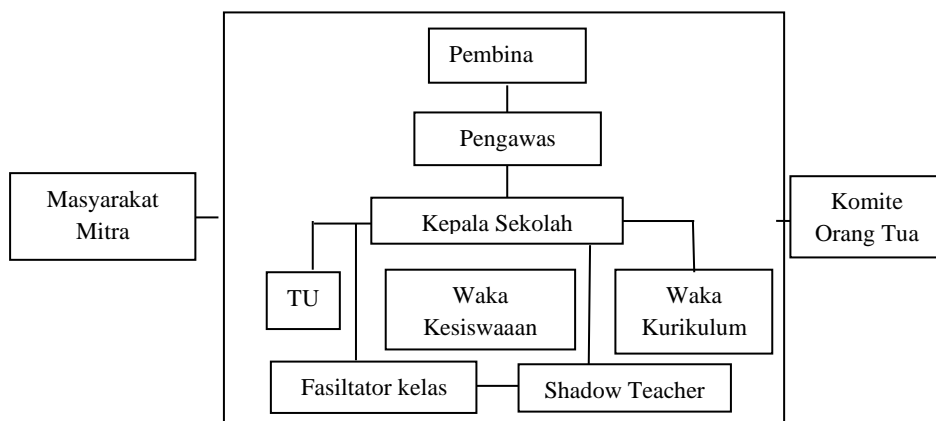 Pembina
Pengawas
Masyarakat
Mitra
Kepala Sekolah
Komite
Orang Tua
TU
Waka
Kesiswaaan
Waka
Kurikulum
Fasiltator kelas
Shadow Teacher